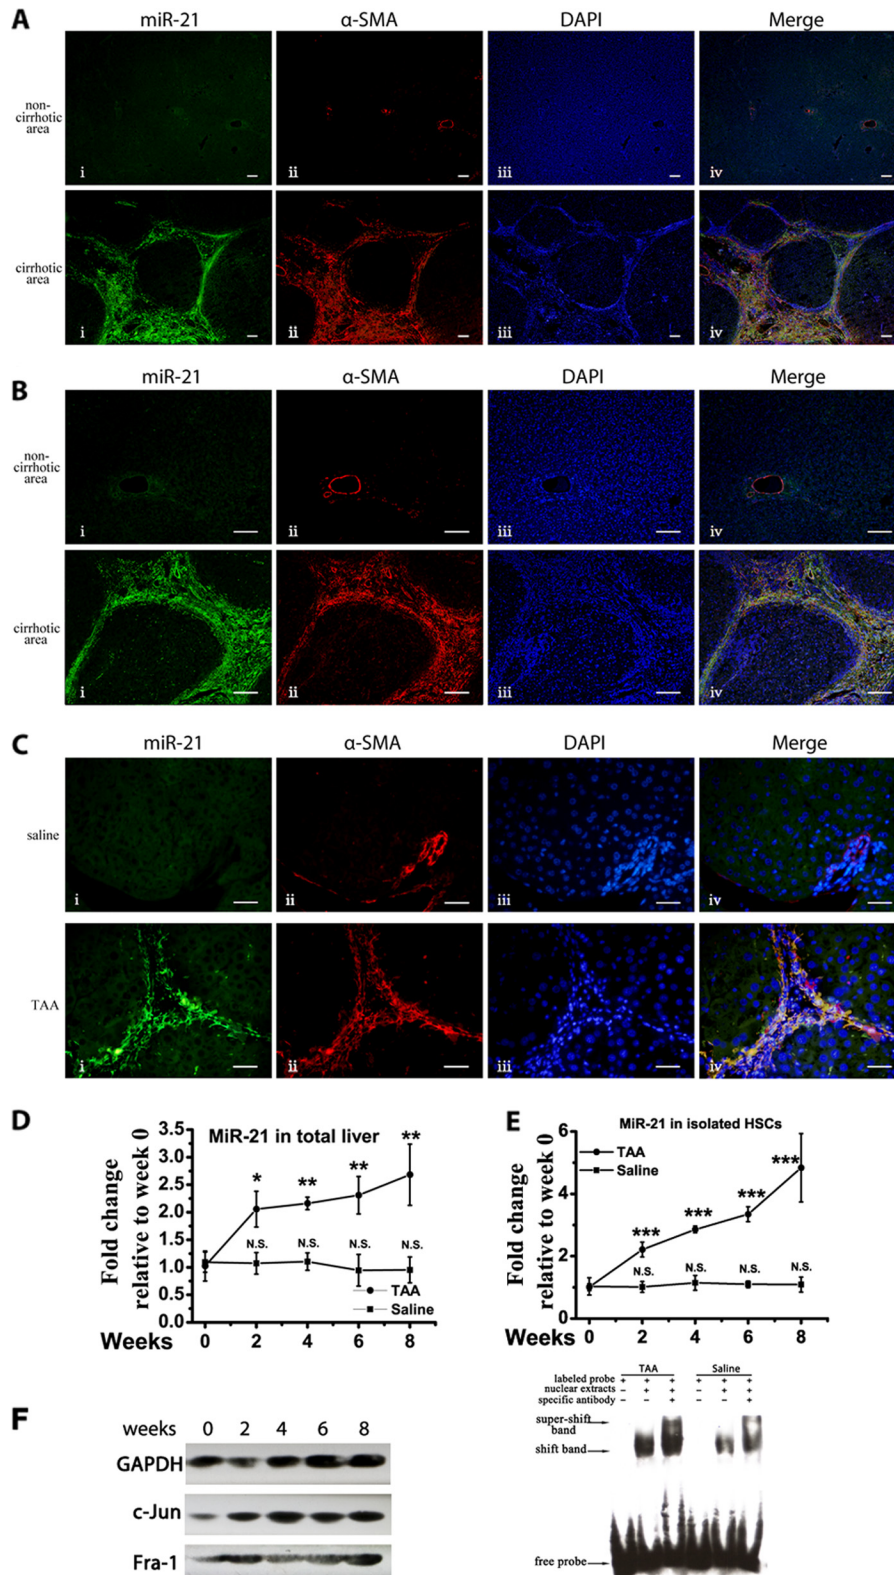 A
miR-21 α-SMA DAPI Merge
non-
cirrhotic
area
i ii iii iv
cirrhotic
area
i ii iii iv
B
miR-21 α-SMA DAPI Merge
non-
cirrhotic
area
i ii iii iv
cirrhotic
area
i ii iii iv
C
miR-21 α-SMA DAPI Merge
saline
i ii iii iv
TAA
i ii iii iv
D
MiR-21 in total liver
Fold change
relative to week 0
3.5
3.0
2.5
2.0
1.5
1.0
0.5
0.0
* ** ** **
N.S. N.S. N.S. N.S.
TAA
Saline
Weeks 0 2 4 6 8
E
MiR-21 in isolated HSCs
TAA
Saline
Fold change
relative to week 0
6
4
2
0
*** *** *** ***
N.S. N.S. N.S. N.S.
Weeks 0 2 4 6 8
F
weeks 0 2 4 6 8
GAPDH
c-Jun
Fra-1
TAA Saline
labeled probe + + + + + +
nuclear extracts - + + - + +
specific antibody - - + - - +
super-shift
band
shift band
free probe